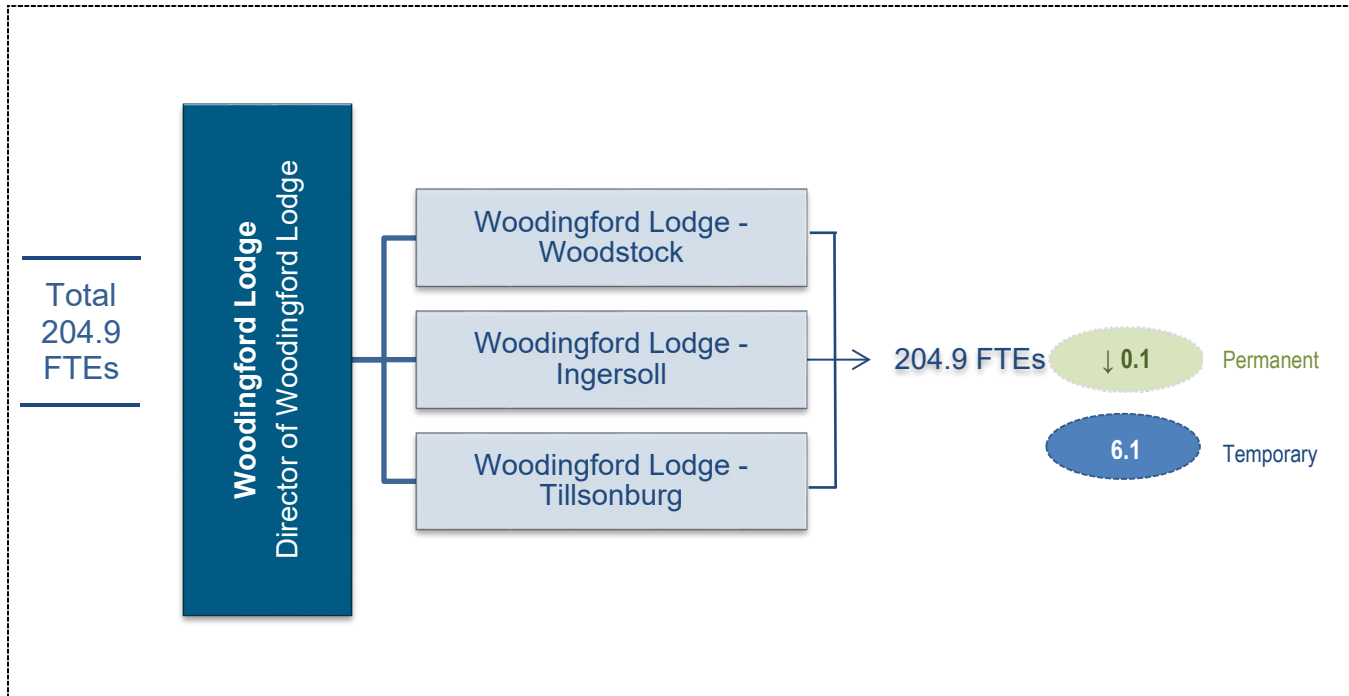 Total
204.9
FTEs
Woodingford Lodge
Director of Woodingford Lodge
Woodingford Lodge -
Woodstock
Woodingford Lodge -
Ingersoll
Woodingford Lodge -
Tillsonburg
204.9 FTEs
↓ 0.1
Permanent
6.1
Temporary